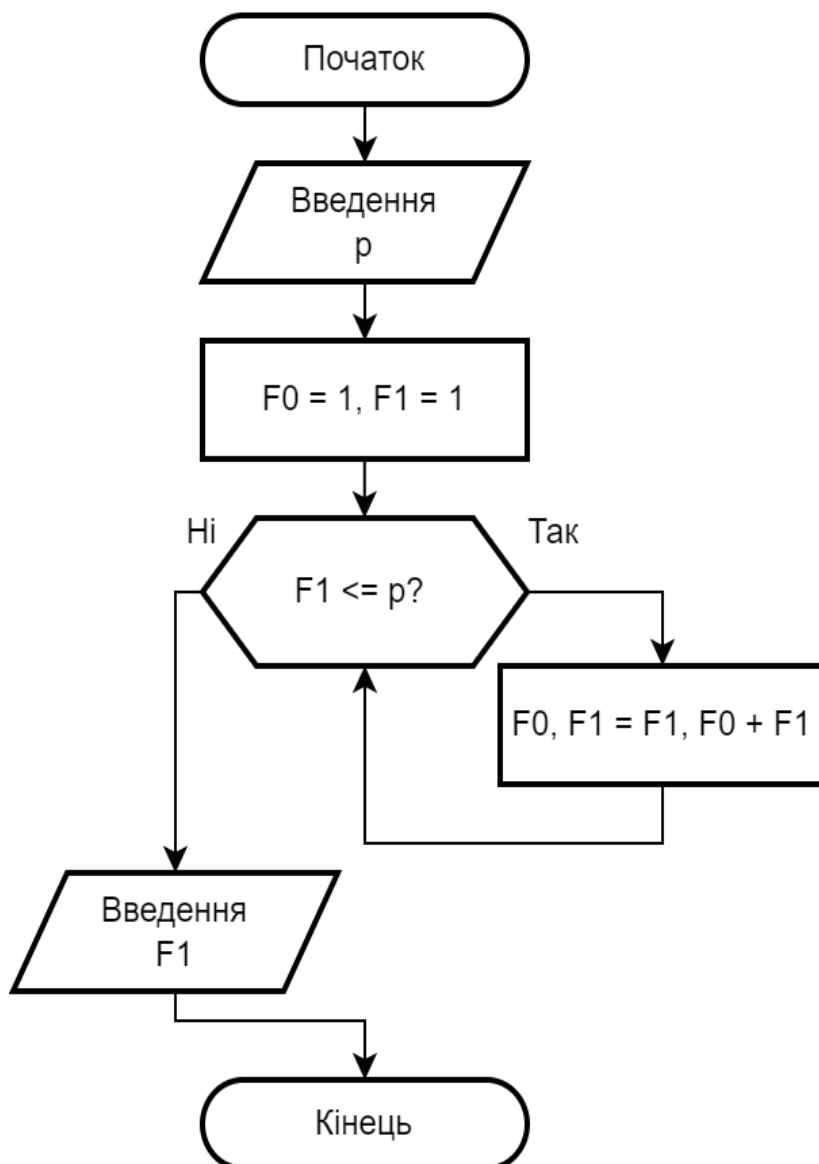 Початок
Введення
p
F0 = 1, F1 = 1
Ні
Так
F1 <= p?
F0, F1 = F1, F0 + F1
Введення
F1
Кінець